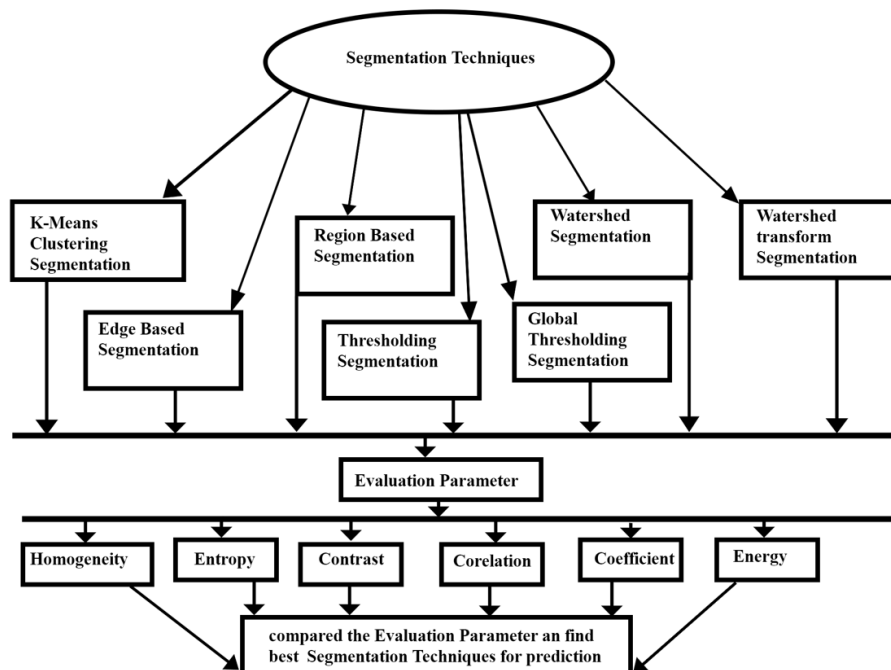 Segmentation Techniques
K-Means
Clustering
Segmentation
Region Based
Segmentation
Watershed
Segmentation
Watershed
transform
Segmentation
Edge Based
Segmentation
Thresholding
Segmentation
Global
Thresholding
Segmentation
Evaluation Parameter
Homogeneity
Entropy
Contrast
Corelation
Coefficient
Energy
compared the Evaluation Parameter an find
best Segmentation Techniques for prediction